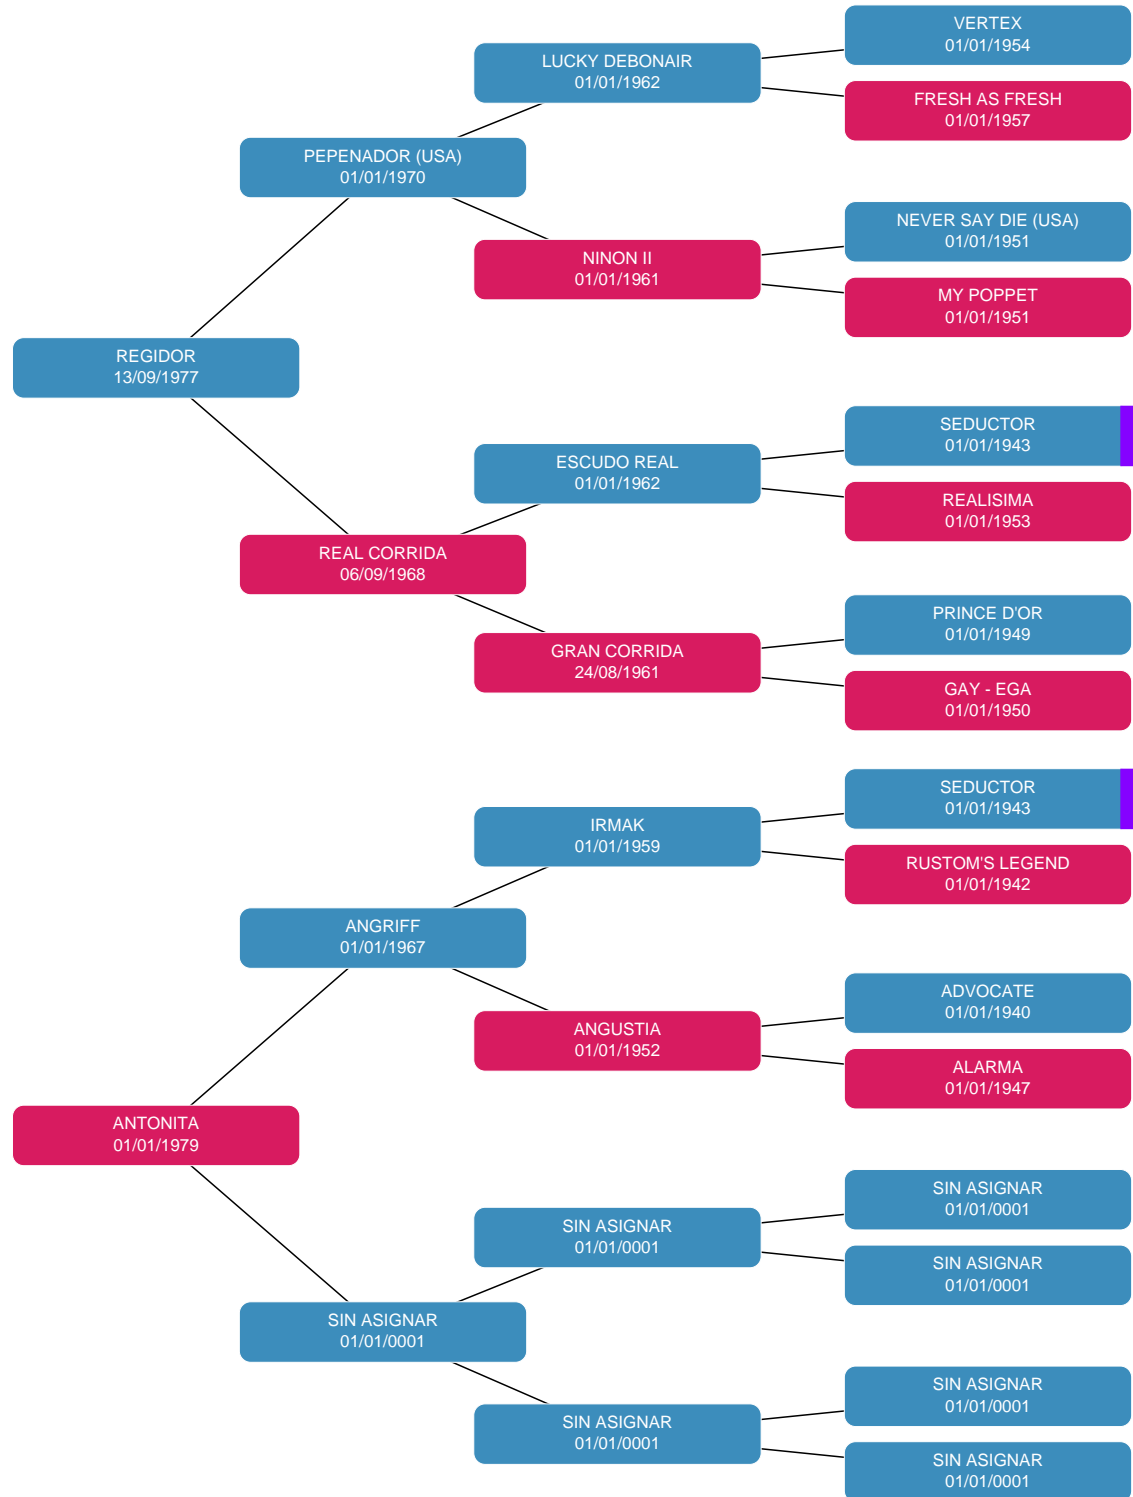 VERTEX
01/01/1954
LUCKY DEBONAIR
01/01/1962
FRESH AS FRESH
01/01/1957
PEPENADOR (USA)
01/01/1970
NEVER SAY DIE (USA)
01/01/1951
NINON II
01/01/1961
MY POPPET
01/01/1951
REGIDOR
13/09/1977
SEDUCTOR
01/01/1943
ESCUDO REAL
01/01/1962
REALISIMA
01/01/1953
REAL CORRIDA
06/09/1968
PRINCE D'OR
01/01/1949
GRAN CORRIDA
24/08/1961
GAY - EGA
01/01/1950
SEDUCTOR
01/01/1943
IRMAK
01/01/1959
RUSTOM'S LEGEND
01/01/1942
ANGRIFF
01/01/1967
ADVOCATE
01/01/1940
ANGUSTIA
01/01/1952
ALARMA
01/01/1947
ANTONITA
01/01/1979
SIN ASIGNAR
01/01/0001
SIN ASIGNAR
01/01/0001
SIN ASIGNAR
01/01/0001
SIN ASIGNAR
01/01/0001
SIN ASIGNAR
01/01/0001
SIN ASIGNAR
01/01/0001
SIN ASIGNAR
01/01/0001